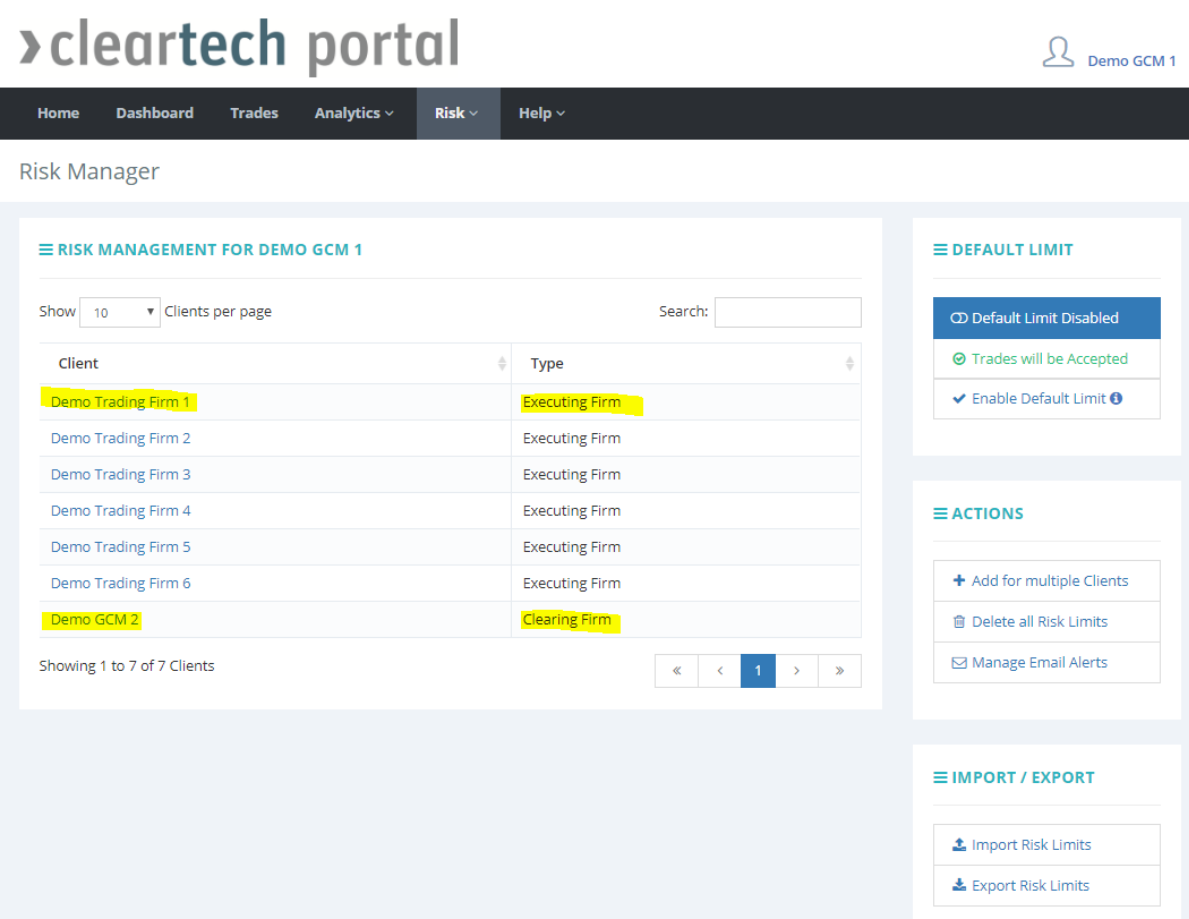 cleartech portal
Demo GCM 1
Home Dashboard Trades Analytics Risk Help
Risk Manager
RISK MANAGEMENT FOR DEMO GCM 1
Show 10 Clients per page Search:
Client Type
Demo Trading Firm 1 Executing Firm
Demo Trading Firm 2 Executing Firm
Demo Trading Firm 3 Executing Firm
Demo Trading Firm 4 Executing Firm
Demo Trading Firm 5 Executing Firm
Demo Trading Firm 6 Executing Firm
Demo GCM 2 Clearing Firm
Showing 1 to 7 of 7 Clients
« ‹ 1 › »
DEFAULT LIMIT
Default Limit Disabled
Trades will be Accepted
Enable Default Limit
ACTIONS
Add for multiple Clients
Delete all Risk Limits
Manage Email Alerts
IMPORT / EXPORT
Import Risk Limits
Export Risk Limits